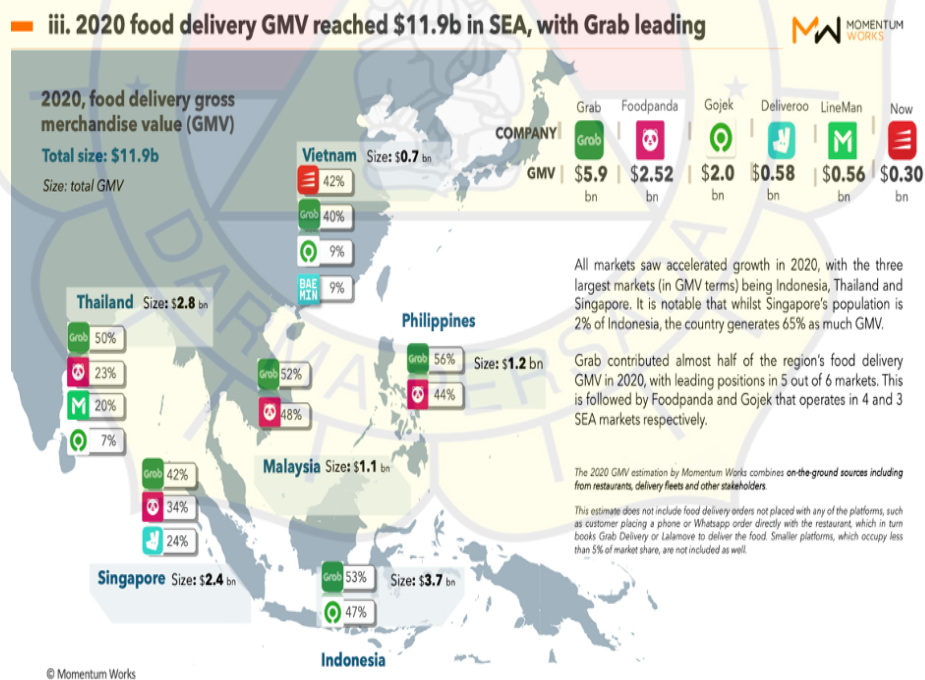 iii. 2020 food delivery GMV reached $11.9b in SEA, with Grab leading
MOMENTUM
WORKS
2020, food delivery gross
merchandise value (GMV)
Total size: $11.9b
Size: total GMV
COMPANY
Grab Foodpanda Gojek Deliveroo LineMan Now
Grab
GMV $5.9 $2.52 $2.0 $0.58 $0.56 $0.30
bn bn bn bn bn bn
Vietnam Size: $0.7 bn
42%
Grab 40%
9%
BAE
MIN 9%
Thailand Size: $2.8 bn
Grab 50%
23%
M 20%
7%
Philippines
Grab 56%
Size: $1.2 bn
44%
Grab 52%
48%
Malaysia Size: $1.1 bn
Grab 42%
34%
24%
Singapore Size: $2.4 bn
Grab 53%
Size: $3.7 bn
47%
Indonesia
All markets saw accelerated growth in 2020, with the three
largest markets (in GMV terms) being Indonesia, Thailand and
Singapore. It is notable that whilst Singapore's population is
2% of Indonesia, the country generates 65% as much GMV.
Grab contributed almost half of the region's food delivery
GMV in 2020, with leading positions in 5 out of 6 markets. This
is followed by Foodpanda and Gojek that operates in 4 and 3
SEA markets respectively.
The 2020 GMV estimation by Momentum Works combines on-the-ground sources including
from restaurants, delivery fleets and other stakeholders.
This estimate does not include food delivery orders not placed with any of the platforms, such
as customer placing a phone or Whatsapp order directly with the restaurant, which in turn
books Grab Delivery or Lalamove to deliver the food. Smaller platforms, which occupy less
than 5% of market share, are not included as well.
© Momentum Works
DARMA PERSADA